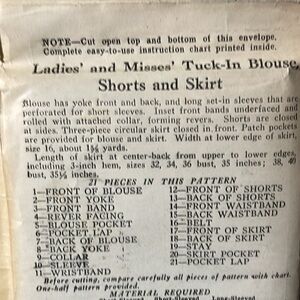 NOTE—Cut open top and bottom of this envelope.
Complete easy-to-use instruction chart printed inside.
Ladies' and Misses' Tuck-In Blouse,
Shorts and Skirt
Blouse has yoke front and back, and long set-in sleeves that are
perforated for short sleeves. Inset front bands underfaced and
rolled with attached collar, forming revers. Shorts are closed
at sides. Three-piece circular skirt closed in front. Patch pockets
are provided for blouse and skirt. Width at lower edge of skirt,
size 16, about 1⅝ yards.
Length of skirt at center-back from upper to lower edges,
including 3-inch hem, sizes 32, 34, 36 bust, 35 inches; 38, 40
bust, 35½ inches.
21 PIECES IN THIS PATTERN
1—FRONT OF BLOUSE
2—FRONT YOKE
3—FRONT BAND
4—REVER FACING
5—BLOUSE POCKET
6—POCKET LAP
7—BACK OF BLOUSE
8—BACK YOKE
9—COLLAR
10—SLEEVE
11—WRISTBAND
12—FRONT OF SHORTS
13—BACK OF SHORTS
14—FRONT WAISTBAND
15—BACK WAISTBAND
16—BELT
17—FRONT OF SKIRT
18—BACK OF SKIRT
19—STAY
20—SKIRT POCKET
21—POCKET LAP
Before cutting, compare carefully all pieces of pattern with chart.
One-half pattern provided.
MATERIAL REQUIRED